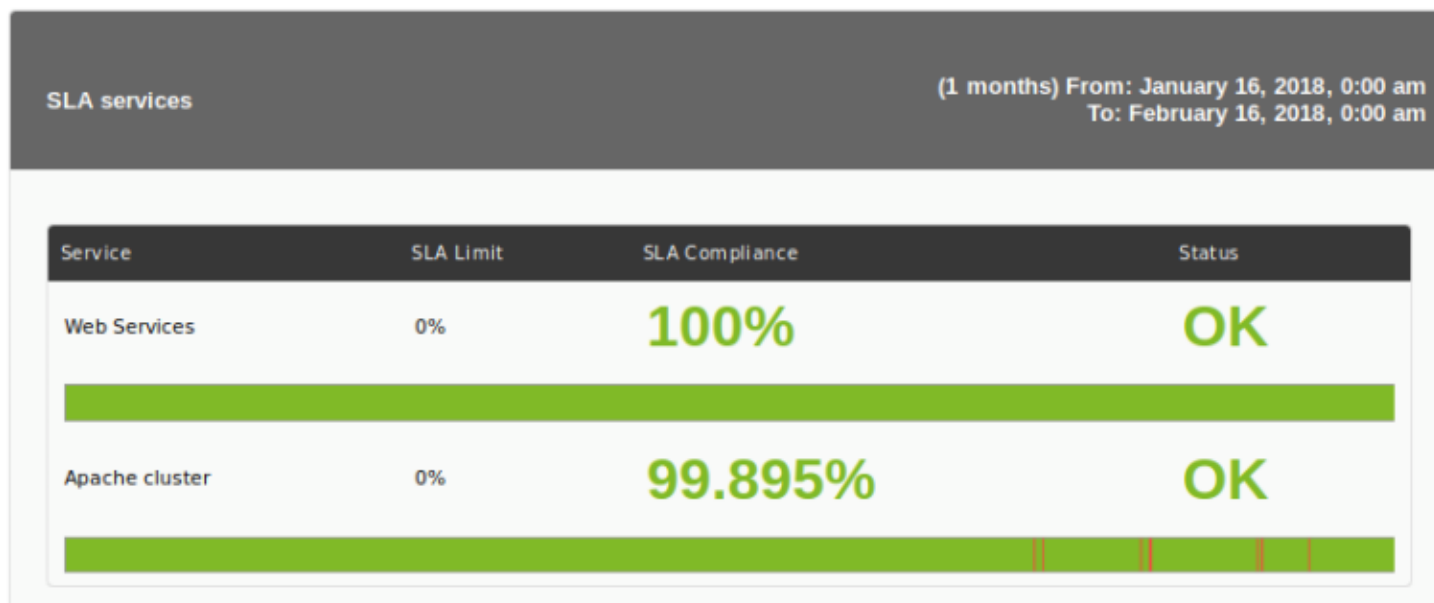 SLA services
(1 months) From: January 16, 2018, 0:00 am
To: February 16, 2018, 0:00 am
Service SLA Limit SLA Compliance Status
Web Services 0% 100% OK
Apache cluster 0% 99.895% OK